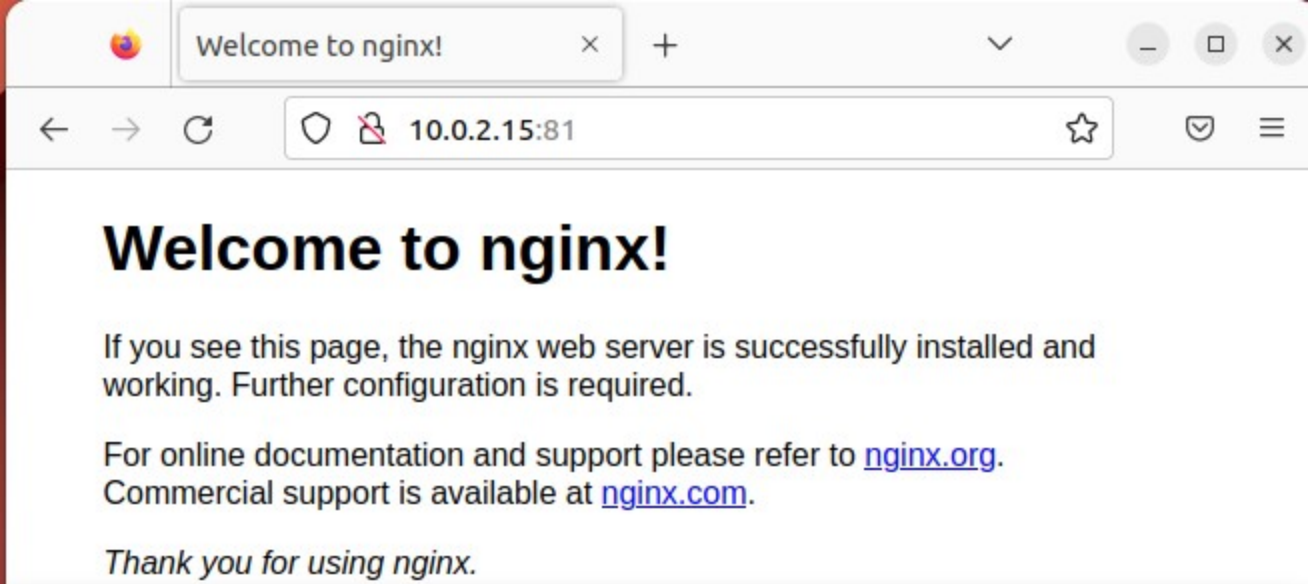 Welcome to nginx!
10.0.2.15:81
Welcome to nginx!
If you see this page, the nginx web server is successfully installed and
working. Further configuration is required.
For online documentation and support please refer to nginx.org.
Commercial support is available at nginx.com.
Thank you for using nginx.